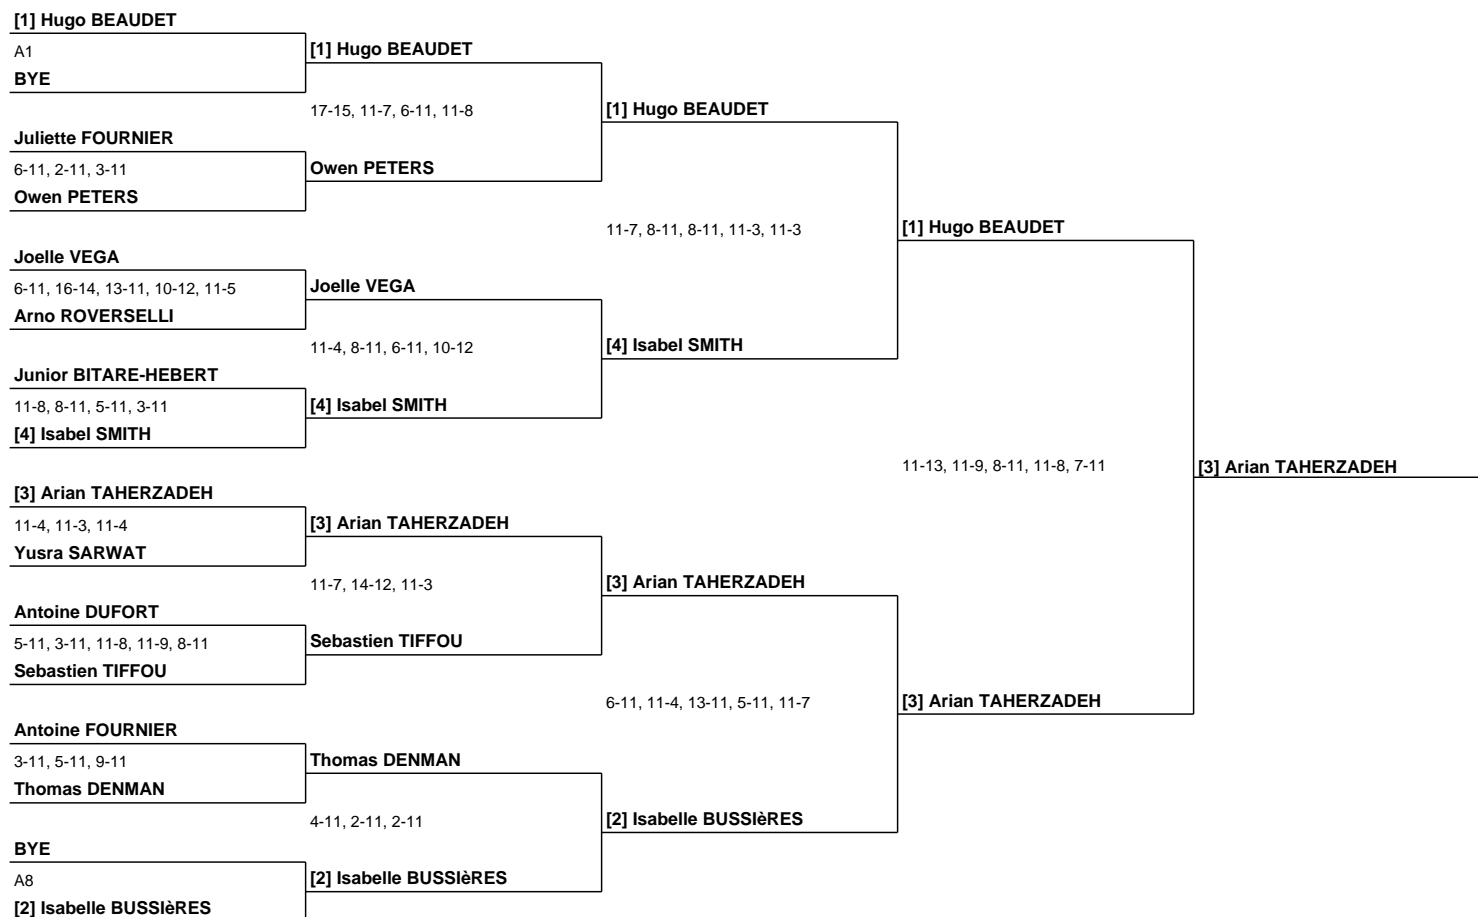 [1] Hugo BEAUDET
A1
BYE
[1] Hugo BEAUDET
17-15, 11-7, 6-11, 11-8
Juliette FOURNIER
6-11, 2-11, 3-11
Owen PETERS
Owen PETERS
[1] Hugo BEAUDET
11-7, 8-11, 8-11, 11-3, 11-3
Joelle VEGA
6-11, 16-14, 13-11, 10-12, 11-5
Arno ROVERSELLI
Joelle VEGA
11-4, 8-11, 6-11, 10-12
Junior BITARE-HEBERT
11-8, 8-11, 5-11, 3-11
[4] Isabel SMITH
[4] Isabel SMITH
[4] Isabel SMITH
[1] Hugo BEAUDET
11-13, 11-9, 8-11, 11-8, 7-11
[3] Arian TAHERZADEH
[3] Arian TAHERZADEH
11-4, 11-3, 11-4
Yusra SARWAT
[3] Arian TAHERZADEH
11-7, 14-12, 11-3
Antoine DUFORT
5-11, 3-11, 11-8, 11-9, 8-11
Sebastien TIFFOU
Sebastien TIFFOU
[3] Arian TAHERZADEH
6-11, 11-4, 13-11, 5-11, 11-7
[3] Arian TAHERZADEH
Antoine FOURNIER
3-11, 5-11, 9-11
Thomas DENMAN
Thomas DENMAN
4-11, 2-11, 2-11
[2] Isabelle BUSSIèRES
BYE
A8
[2] Isabelle BUSSIèRES
[2] Isabelle BUSSIèRES